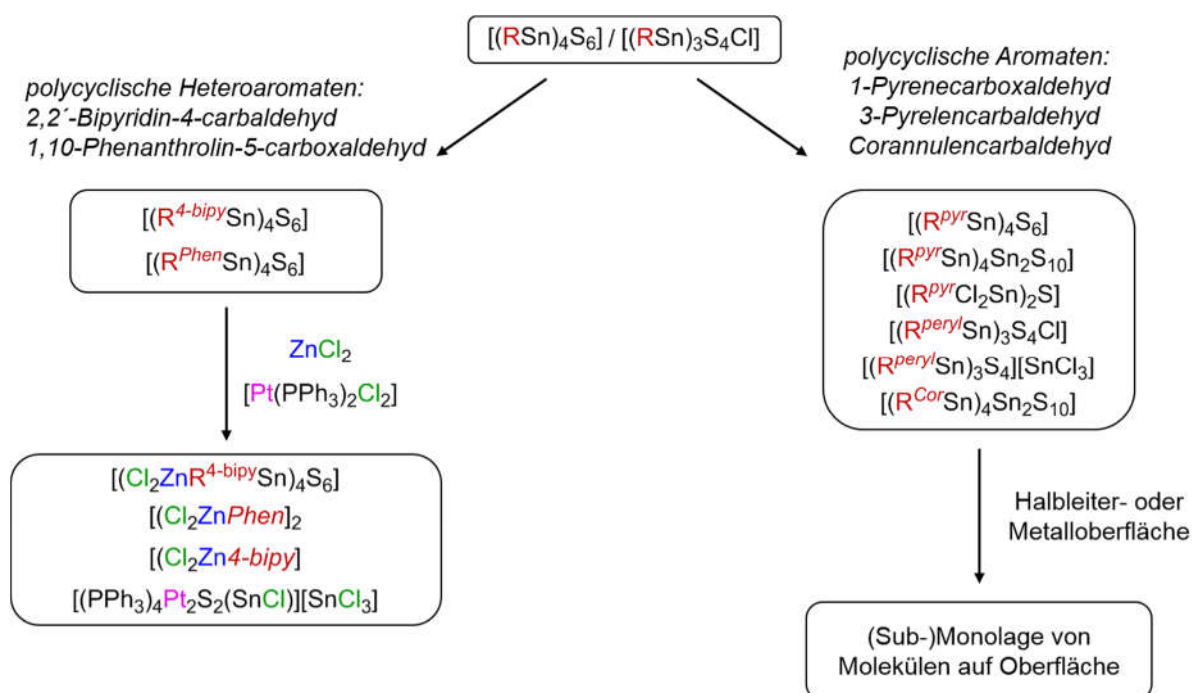 [(RSn)₄S₆] / [(RSn)₃S₄Cl]
polycyclische Heteroaromaten:
2,2´-Bipyridin-4-carbaldehyd
1,10-Phenanthrolin-5-carboxaldehyd
polycyclische Aromaten:
1-Pyrenecarboxaldehyd
3-Pyrelencarbaldehyd
Corannulencarbaldehyd
[(R⁴⁻ᵇⁱᵖʸSn)₄S₆]
[(RᴾʰᵉⁿSn)₄S₆]
ZnCl₂
[Pt(PPh₃)₂Cl₂]
[(Cl₂ZnR⁴⁻ᵇⁱᵖʸSn)₄S₆]
[(Cl₂ZnPhen]₂
[(Cl₂Zn4-bipy]
[(PPh₃)₄Pt₂S₂(SnCl)][SnCl₃]
[(RᵖʸʳSn)₄S₆]
[(RᵖʸʳSn)₄Sn₂S₁₀]
[(RᵖʸʳCl₂Sn)₂S]
[(RᵖᵉʳʸˡSn)₃S₄Cl]
[(RᵖᵉʳʸˡSn)₃S₄][SnCl₃]
[(RCᵒʳSn)₄Sn₂S₁₀]
Halbleiter- oder
Metalloberfläche
(Sub-)Monolage von
Molekülen auf Oberfläche